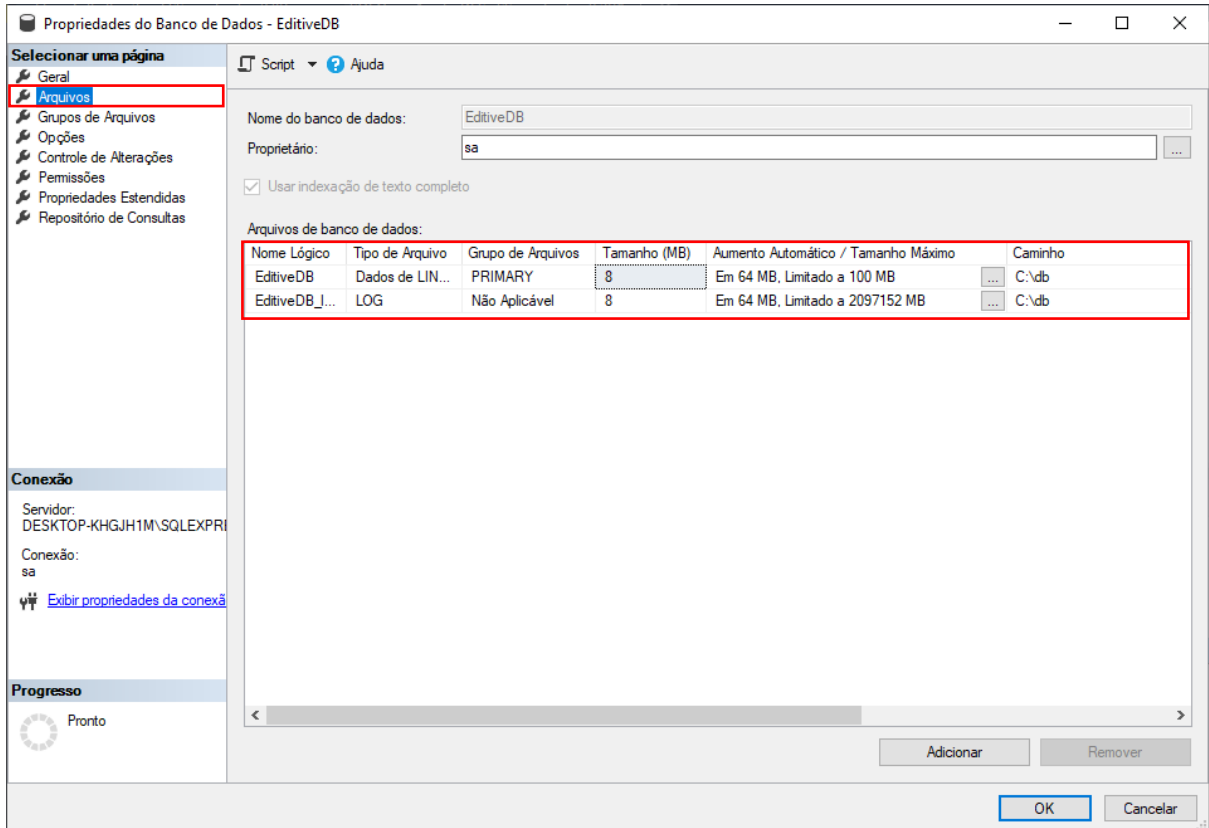 Propriedades do Banco de Dados - EditiveDB
Selecionar uma página
Geral
Arquivos
Grupos de Arquivos
Opções
Controle de Alterações
Permissões
Propriedades Estendidas
Repositório de Consultas
Script Ajuda
Nome do banco de dados: EditiveDB
Proprietário: sa ...
Usar indexação de texto completo
Arquivos de banco de dados:
Nome Lógico Tipo de Arquivo Grupo de Arquivos Tamanho (MB) Aumento Automático / Tamanho Máximo Caminho
EditiveDB Dados de LIN... PRIMARY 8 Em 64 MB, Limitado a 100 MB ... C:\db
EditiveDB_l... LOG Não Aplicável 8 Em 64 MB, Limitado a 2097152 MB ... C:\db
Conexão
Servidor:
DESKTOP-KHGJH1M\SQLEXPR
Conexão:
sa
Exibir propriedades da conexã
Progresso
Pronto
Adicionar Remover
OK Cancelar